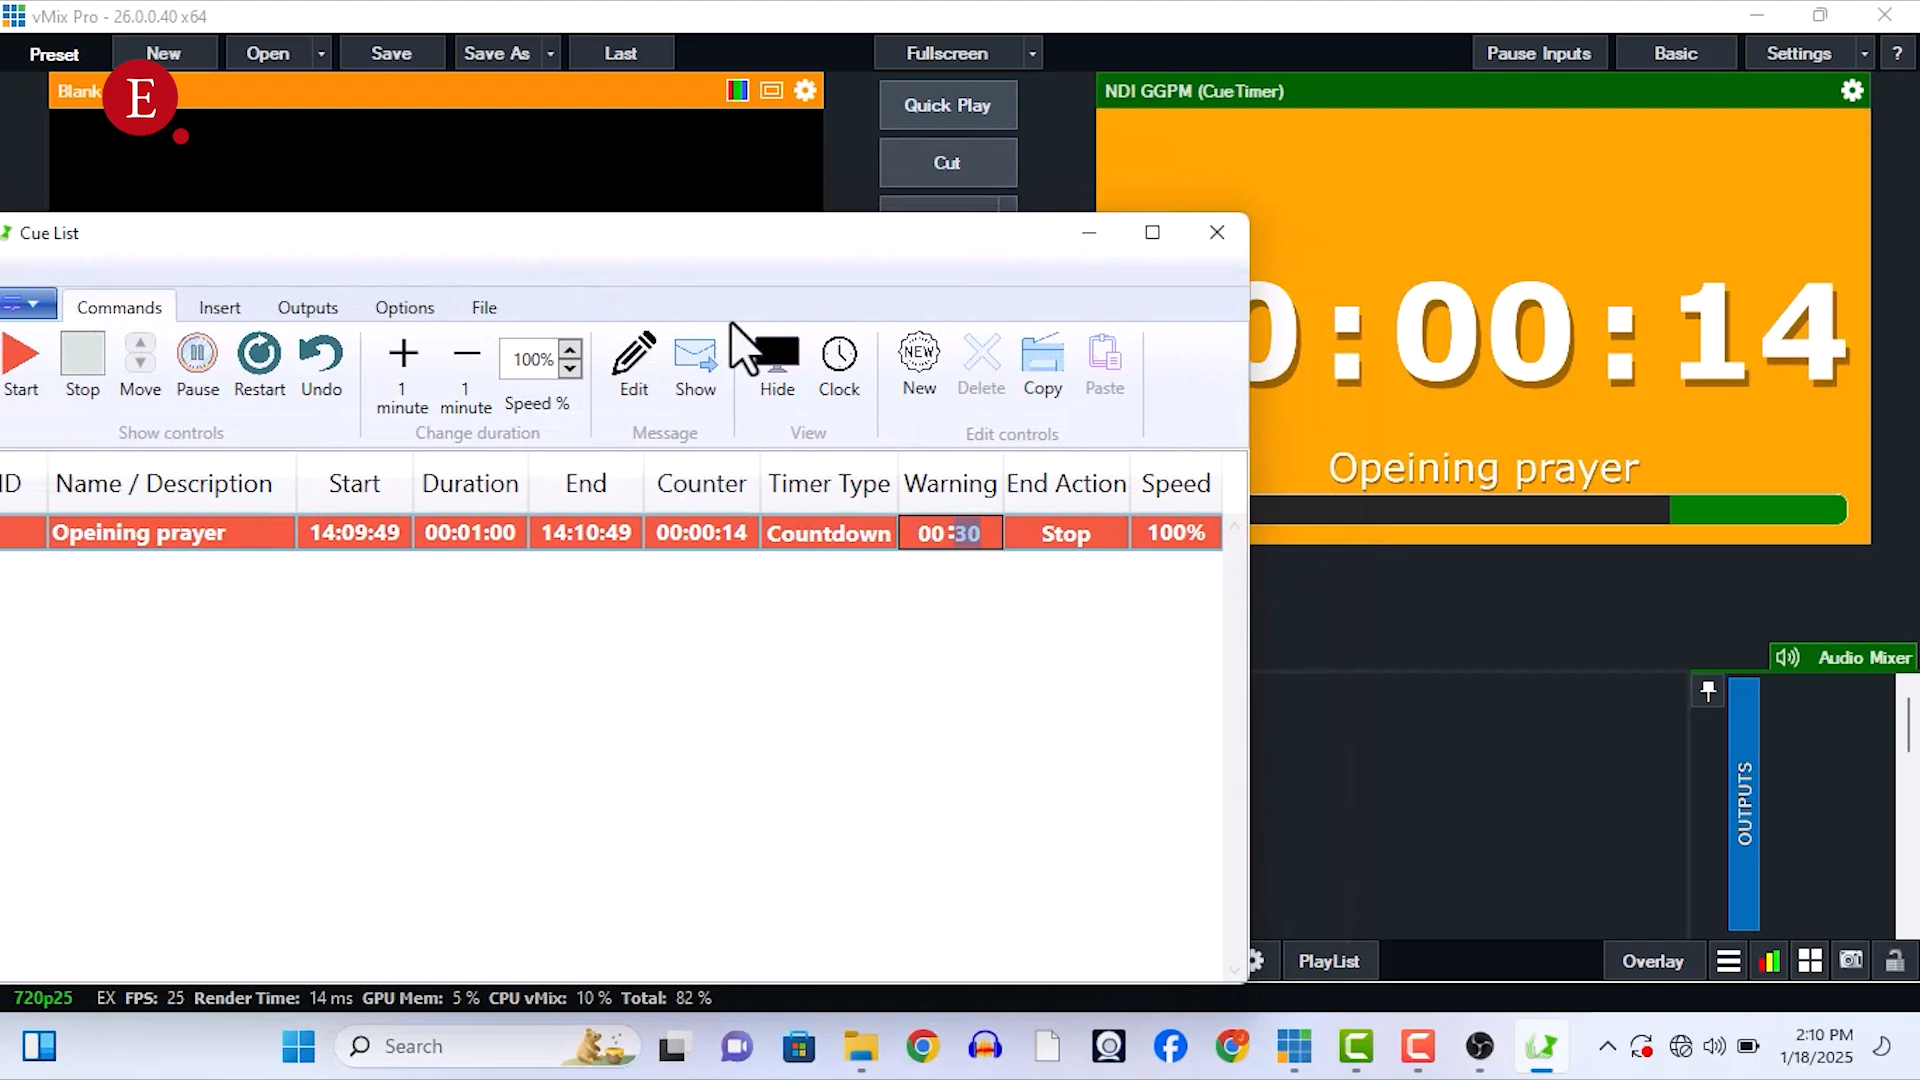 vMix Pro - 26.0.0.40 x64
Preset New Open Save Save As Last Fullscreen Pause Inputs Basic Settings ?
Blank
E
Quick Play
Cut
NDI GGPM (CueTimer)
0:00:14
Opeining prayer
Cue List
Commands Insert Outputs Options File
Start Stop Move Pause Restart Undo
1 minute 1 minute
100%
Speed %
Edit Show Hide Clock New Delete Copy Paste
NEW
Show controls Change duration Message View Edit controls
ID Name / Description Start Duration End Counter Timer Type Warning End Action Speed
Opeining prayer 14:09:49 00:01:00 14:10:49 00:00:14 Countdown 00:30 Stop 100%
Audio Mixer
OUTPUTS
PlayList
Overlay
720p25 EX FPS: 25 Render Time: 14 ms GPU Mem: 5 % CPU vMix: 10 % Total: 82 %
Search
2:10 PM
1/18/2025